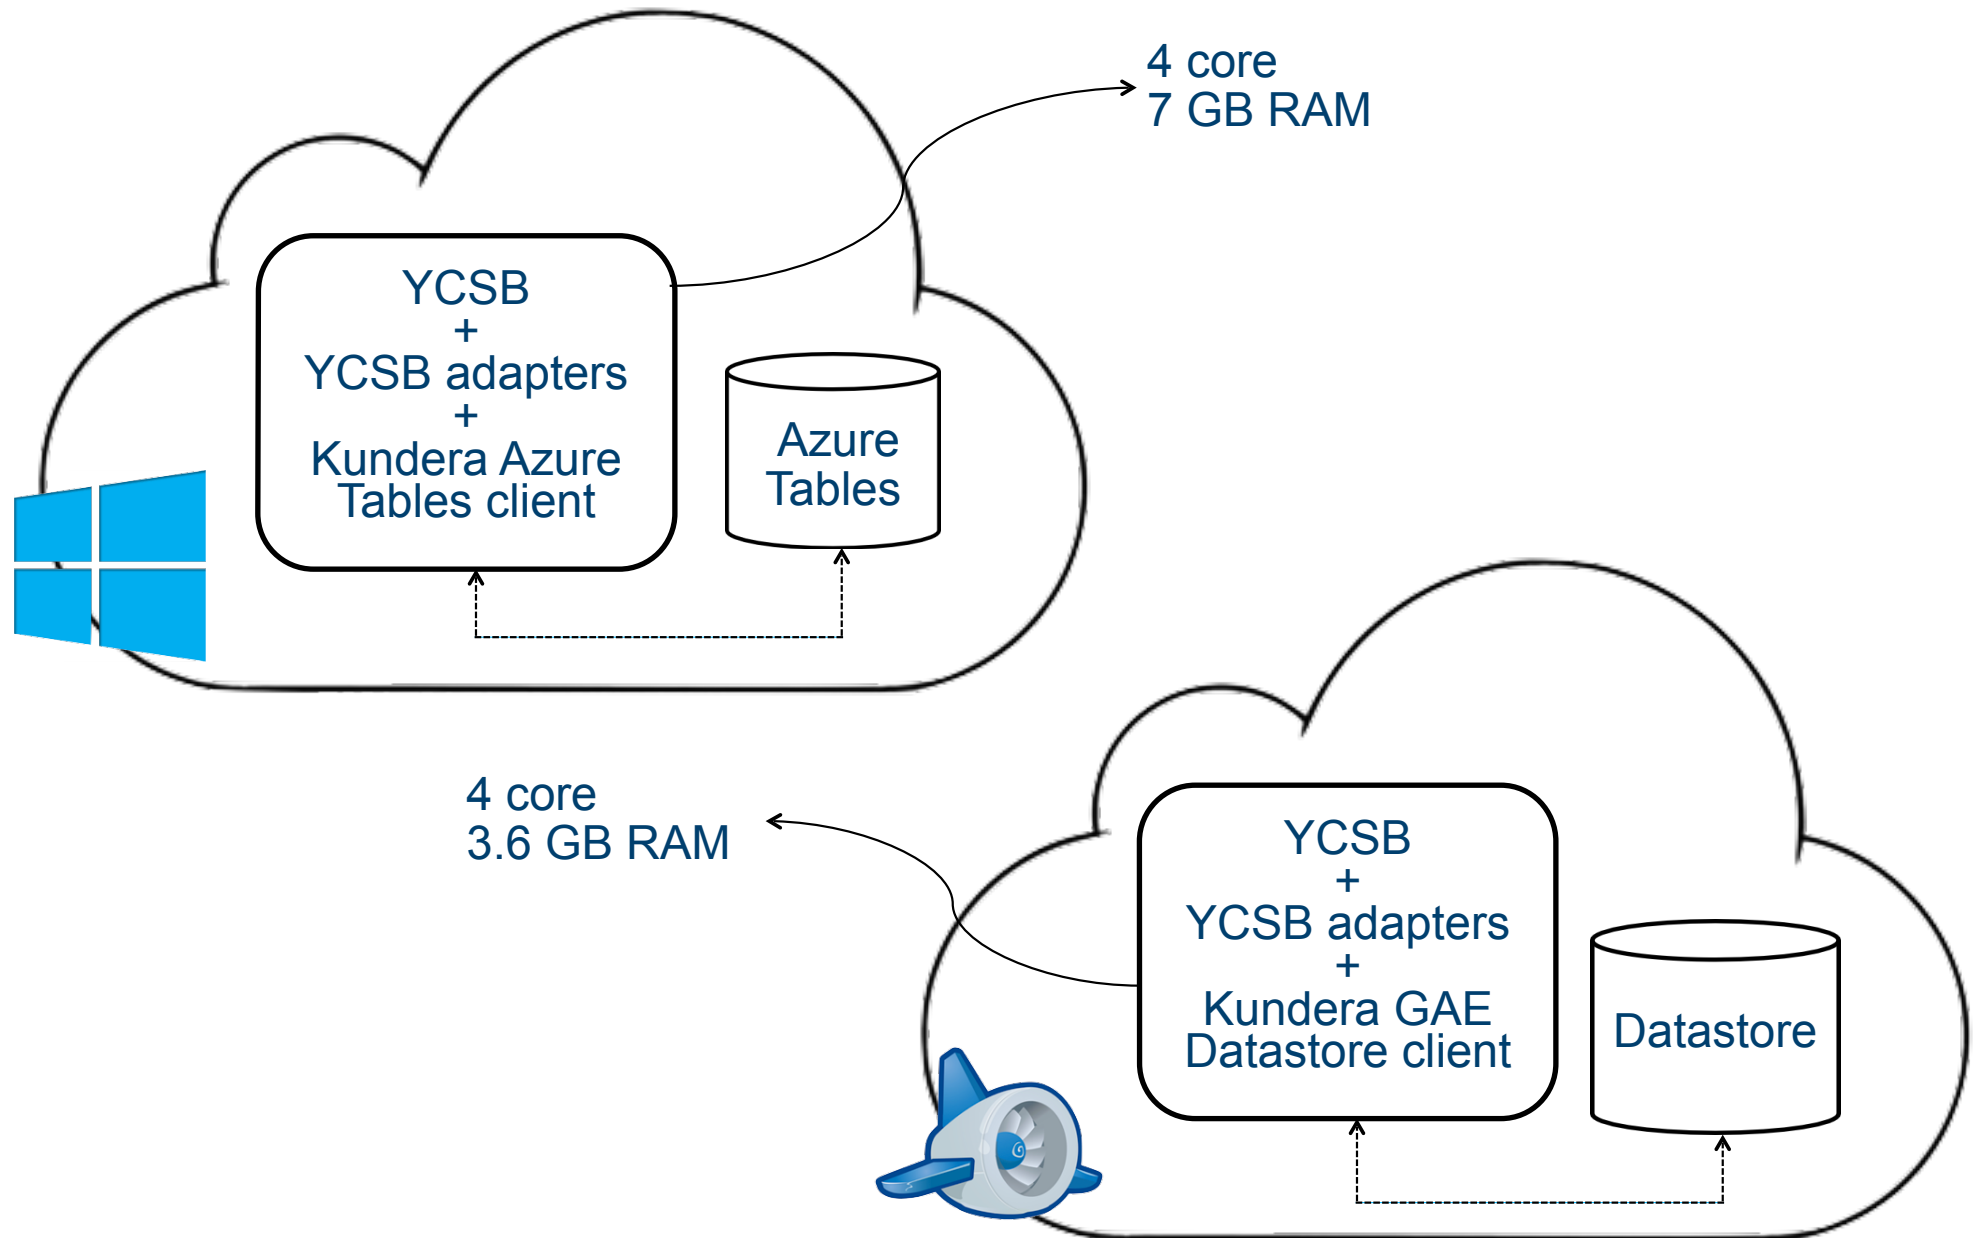 4 core
7 GB RAM
YCSB
+
YCSB adapters
+
Kundera Azure
Tables client
Azure
Tables
4 core
3.6 GB RAM
YCSB
+
YCSB adapters
+
Kundera GAE
Datastore client
Datastore